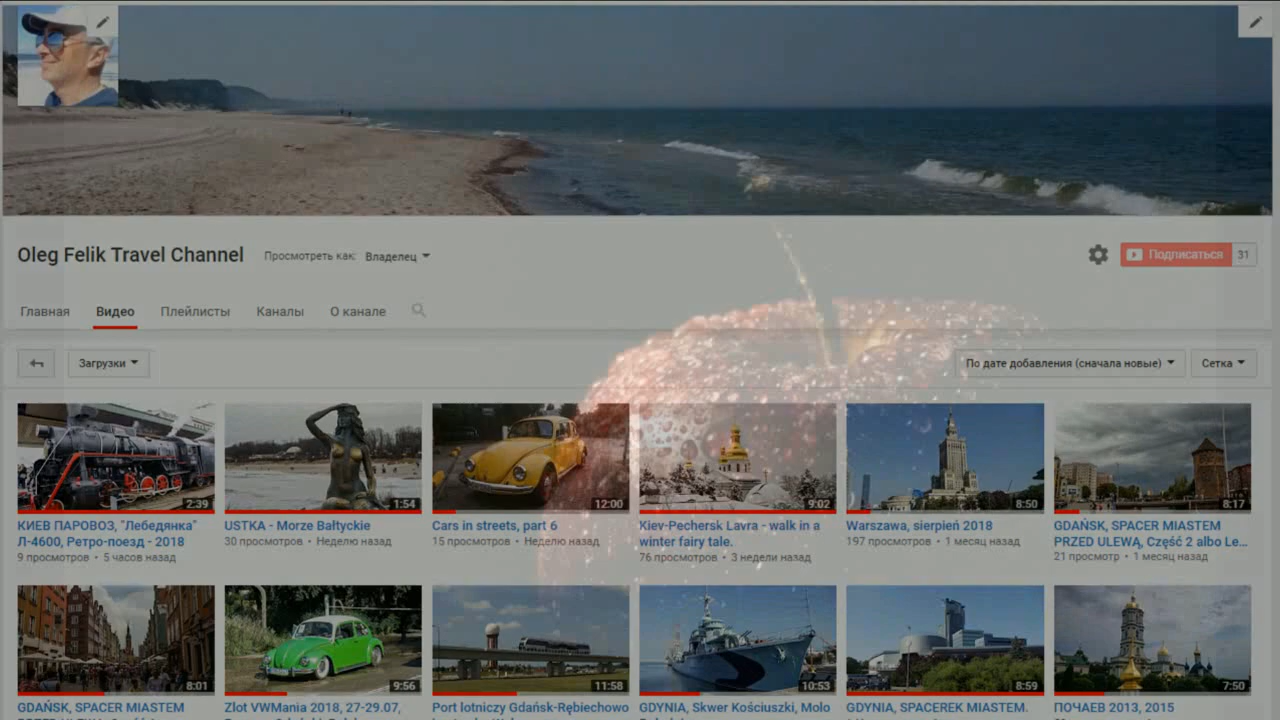 Oleg Felik Travel Channel
Просмотреть как: Владелец
Подписаться 31
Главная Видео Плейлисты Каналы О канале
Загрузки
По дате добавления (сначала новые) Сетка
2:39
1:54
12:00
9:02
8:50
8:17
КИЕВ ПАРОВОЗ, "Лебедянка"
Л-4600, Ретро-поезд - 2018
9 просмотров • 5 часов назад
USTKA - Morze Bałtyckie
30 просмотров • Неделю назад
Cars in streets, part 6
15 просмотров • Неделю назад
Kiev-Pechersk Lavra - walk in a
winter fairy tale.
76 просмотров • 3 недели назад
Warszawa, sierpień 2018
197 просмотров • 1 месяц назад
GDAŃSK, SPACER MIASTEM
PRZED ULEWĄ, Część 2 albo Le...
21 просмотр • 1 месяц назад
8:01
9:56
11:58
10:53
8:59
7:50
GDAŃSK, SPACER MIASTEM
Zlot VWMania 2018, 27-29.07,
Port lotniczy Gdańsk-Rębiechowo
GDYNIA, Skwer Kościuszki, Molo
GDYNIA, SPACEREK MIASTEM.
ПОЧАЕВ 2013, 2015